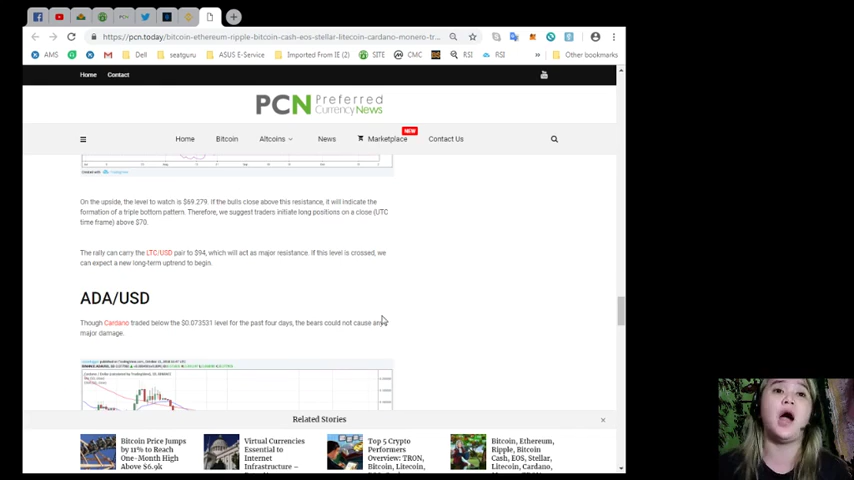 https://pcn.today/bitcoin-ethereum-ripple-bitcoin-cash-eos-stellar-litecoin-cardano-monero-tr...
AMS
Dell
seatguru
ASUS E-Service
Imported From IE (2)
SITE
CMC
RSI
RSI
»
Other bookmarks
Home Contact
PCN Preferred
Currency News
NEW
Home Bitcoin Altcoins News Marketplace Contact Us
On the upside, the level to watch is $69.279. If the bulls close above this resistance, it will indicate the
formation of a triple bottom pattern. Therefore, we suggest traders initiate long positions on a close (UTC
time frame) above $70.
The rally can carry the LTC/USD pair to $94, which will act as major resistance. If this level is crossed, we
can expect a new long-term uptrend to begin.
ADA/USD
Though Cardano traded below the $0.073531 level for the past four days, the bears could not cause any
major damage.
Related Stories
Bitcoin Price Jumps
by 11% to Reach
One-Month High
Above $6.9k
Virtual Currencies
Essential to
Internet
Infrastructure –
Top 5 Crypto
Performers
Overview: TRON,
Bitcoin, Litecoin,
Bitcoin, Ethereum,
Ripple, Bitcoin
Cash, EOS, Stellar,
Litecoin, Cardano,